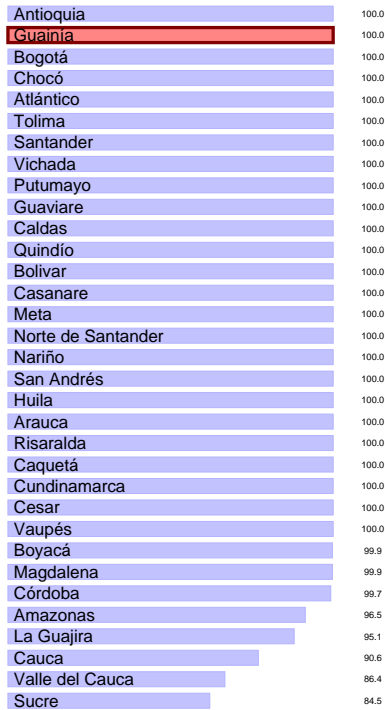 Antioquia 100.0
Guainía 100.0
Bogotá 100.0
Chocó 100.0
Atlántico 100.0
Tolima 100.0
Santander 100.0
Vichada 100.0
Putumayo 100.0
Guaviare 100.0
Caldas 100.0
Quindío 100.0
Bolivar 100.0
Casanare 100.0
Meta 100.0
Norte de Santander 100.0
Nariño 100.0
San Andrés 100.0
Huila 100.0
Arauca 100.0
Risaralda 100.0
Caquetá 100.0
Cundinamarca 100.0
Cesar 100.0
Vaupés 100.0
Boyacá 99.9
Magdalena 99.9
Córdoba 99.7
Amazonas 96.5
La Guajira 95.1
Cauca 90.6
Valle del Cauca 86.4
Sucre 84.5